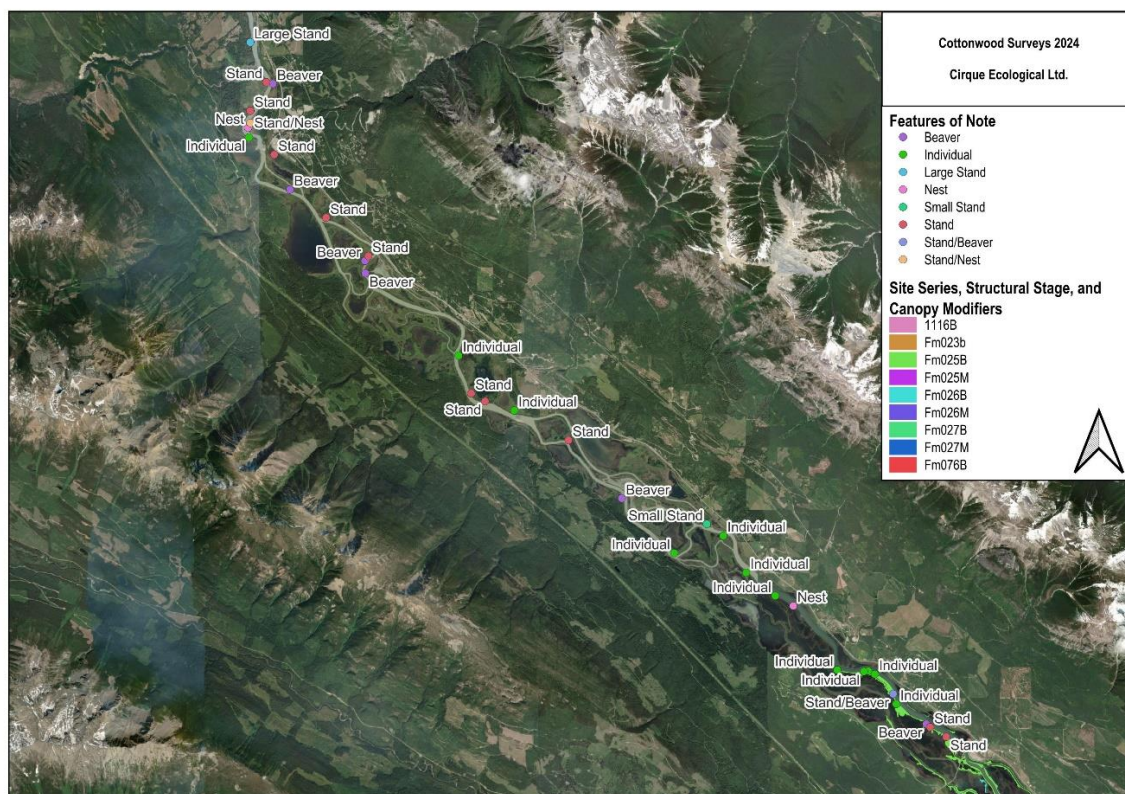 Cottonwood Surveys 2024
Cirque Ecological Ltd.
Features of Note
Beaver
Individual
Large Stand
Nest
Small Stand
Stand
Stand/Beaver
Stand/Nest
Site Series, Structural Stage, and
Canopy Modifiers
1116B
Fm023b
Fm025B
Fm025M
Fm026B
Fm026M
Fm027B
Fm027M
Fm076B
Large Stand
Stand
Beaver
Stand
Nest
Stand/Nest
Individual
Stand
Beaver
Stand
Stand
Beaver
Beaver
Individual
Stand
Stand
Individual
Stand
Beaver
Small Stand
Individual
Individual
Individual
Individual
Nest
Individual
Individual
Individual
Individual
Stand/Beaver
Stand
Beaver
Stand